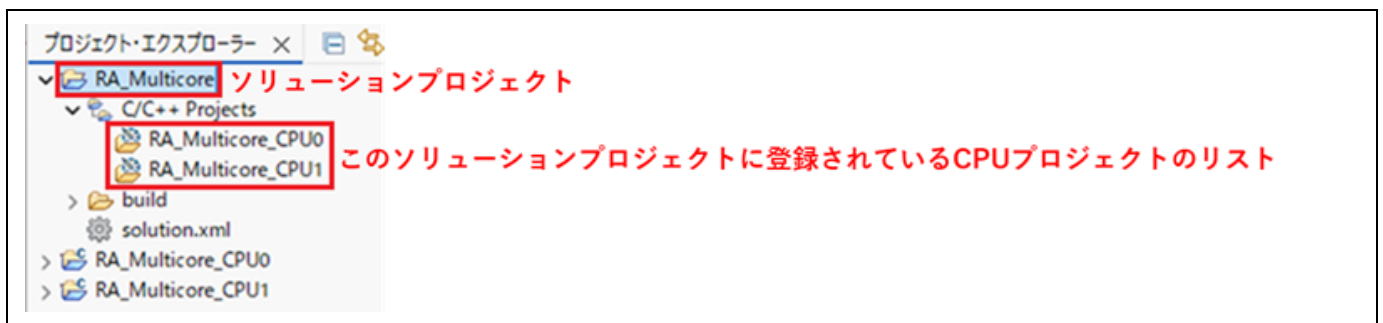 プロジェクト・エクスプローラー
RA_Multicore ソリューションプロジェクト
C/C++ Projects
RA_Multicore_CPU0
RA_Multicore_CPU1
このソリューションプロジェクトに登録されているCPUプロジェクトのリスト
build
solution.xml
RA_Multicore_CPU0
RA_Multicore_CPU1